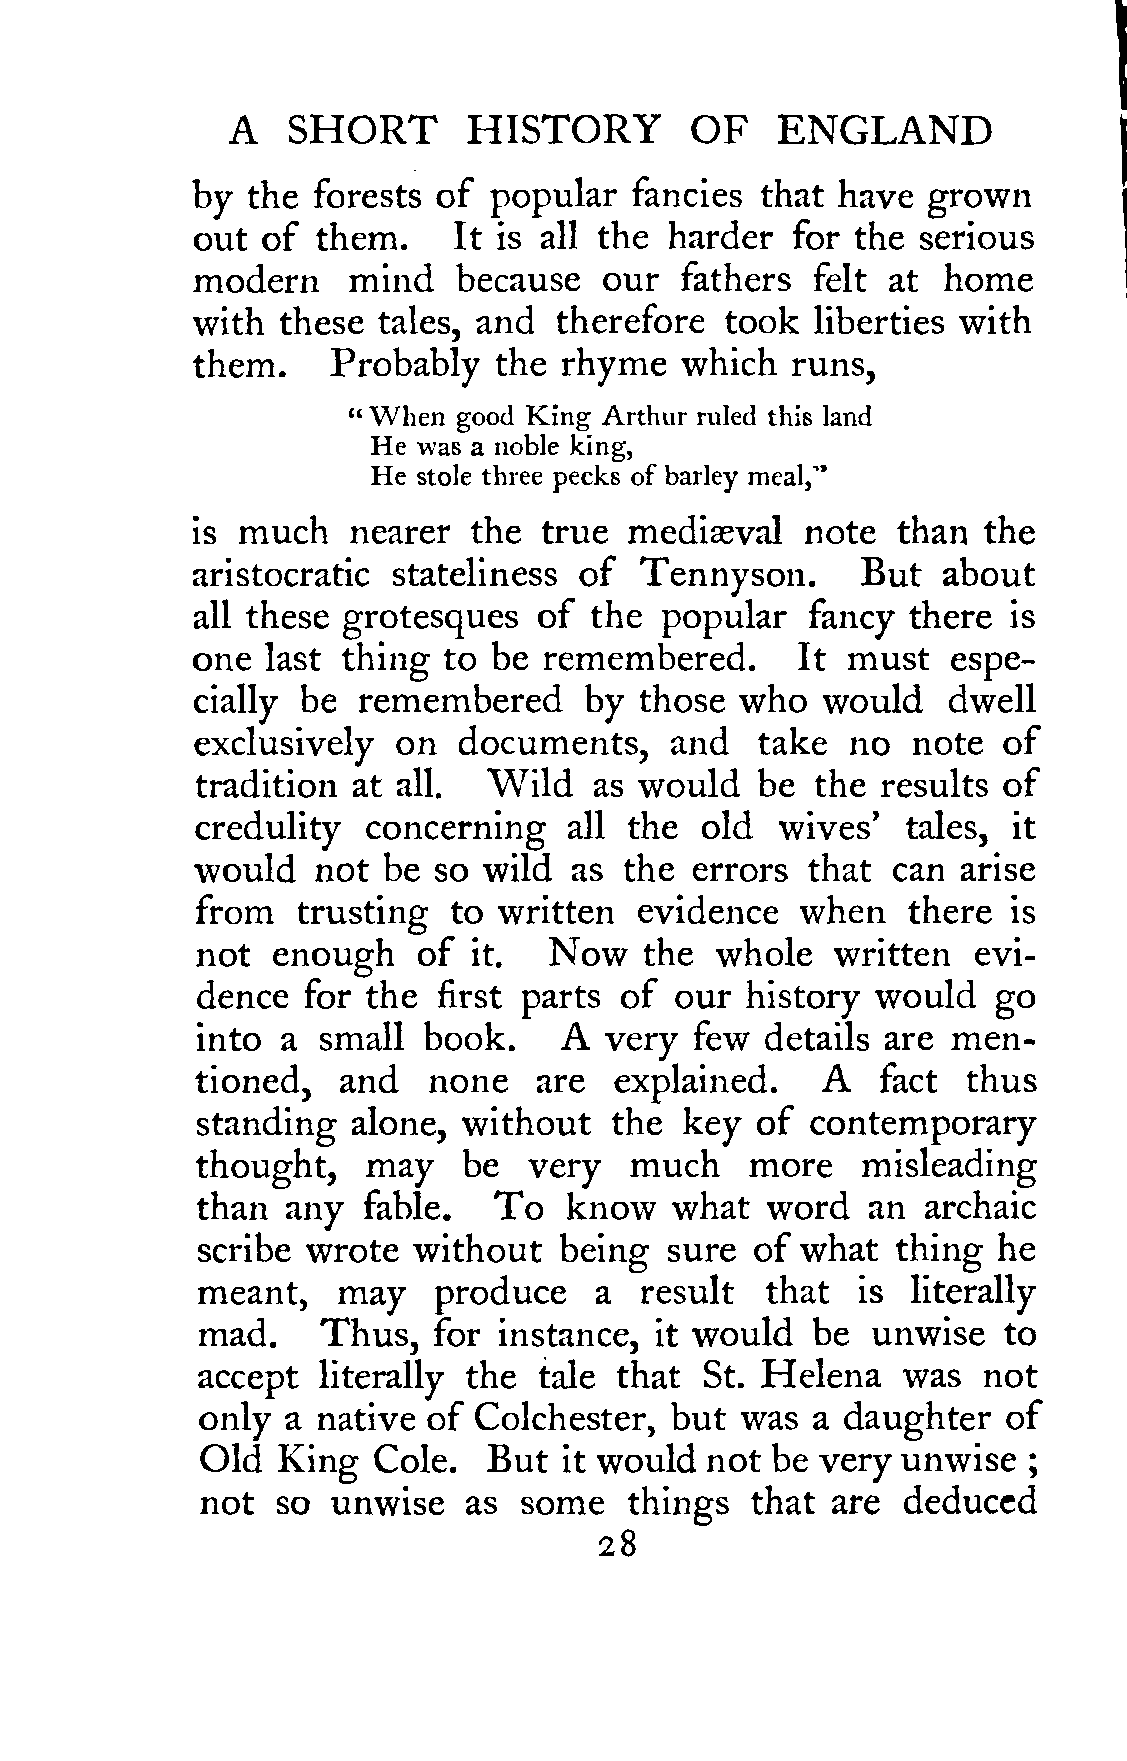 A SHORT HISTORY OF ENGLAND
by the forests of popular fancies that have grown
out of them. It is all the harder for the serious
modern mind because our fathers felt at home
with these tales, and therefore took liberties with
them. Probably the rhyme which runs,
“When good King Arthur ruled this land
He was a noble king,
He stole three pecks of barley meal,”
is much nearer the true mediæval note than the
aristocratic stateliness of Tennyson. But about
all these grotesques of the popular fancy there is
one last thing to be remembered. It must espe-
cially be remembered by those who would dwell
exclusively on documents, and take no note of
tradition at all. Wild as would be the results of
credulity concerning all the old wives’ tales, it
would not be so wild as the errors that can arise
from trusting to written evidence when there is
not enough of it. Now the whole written evi-
dence for the first parts of our history would go
into a small book. A very few details are men-
tioned, and none are explained. A fact thus
standing alone, without the key of contemporary
thought, may be very much more misleading
than any fable. To know what word an archaic
scribe wrote without being sure of what thing he
meant, may produce a result that is literally
mad. Thus, for instance, it would be unwise to
accept literally the tale that St. Helena was not
only a native of Colchester, but was a daughter of
Old King Cole. But it would not be very unwise ;
not so unwise as some things that are deduced
28